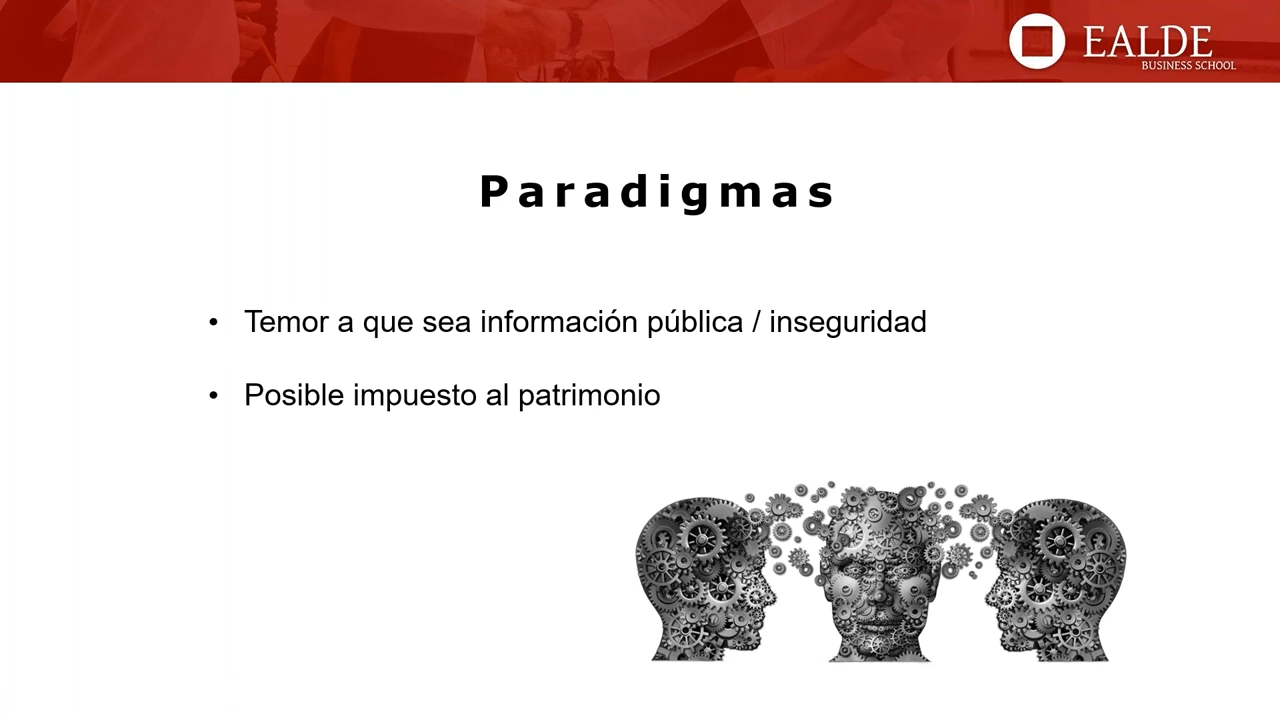 EALDE
BUSINESS SCHOOL
Paradigmas
• Temor a que sea información pública / inseguridad
• Posible impuesto al patrimonio